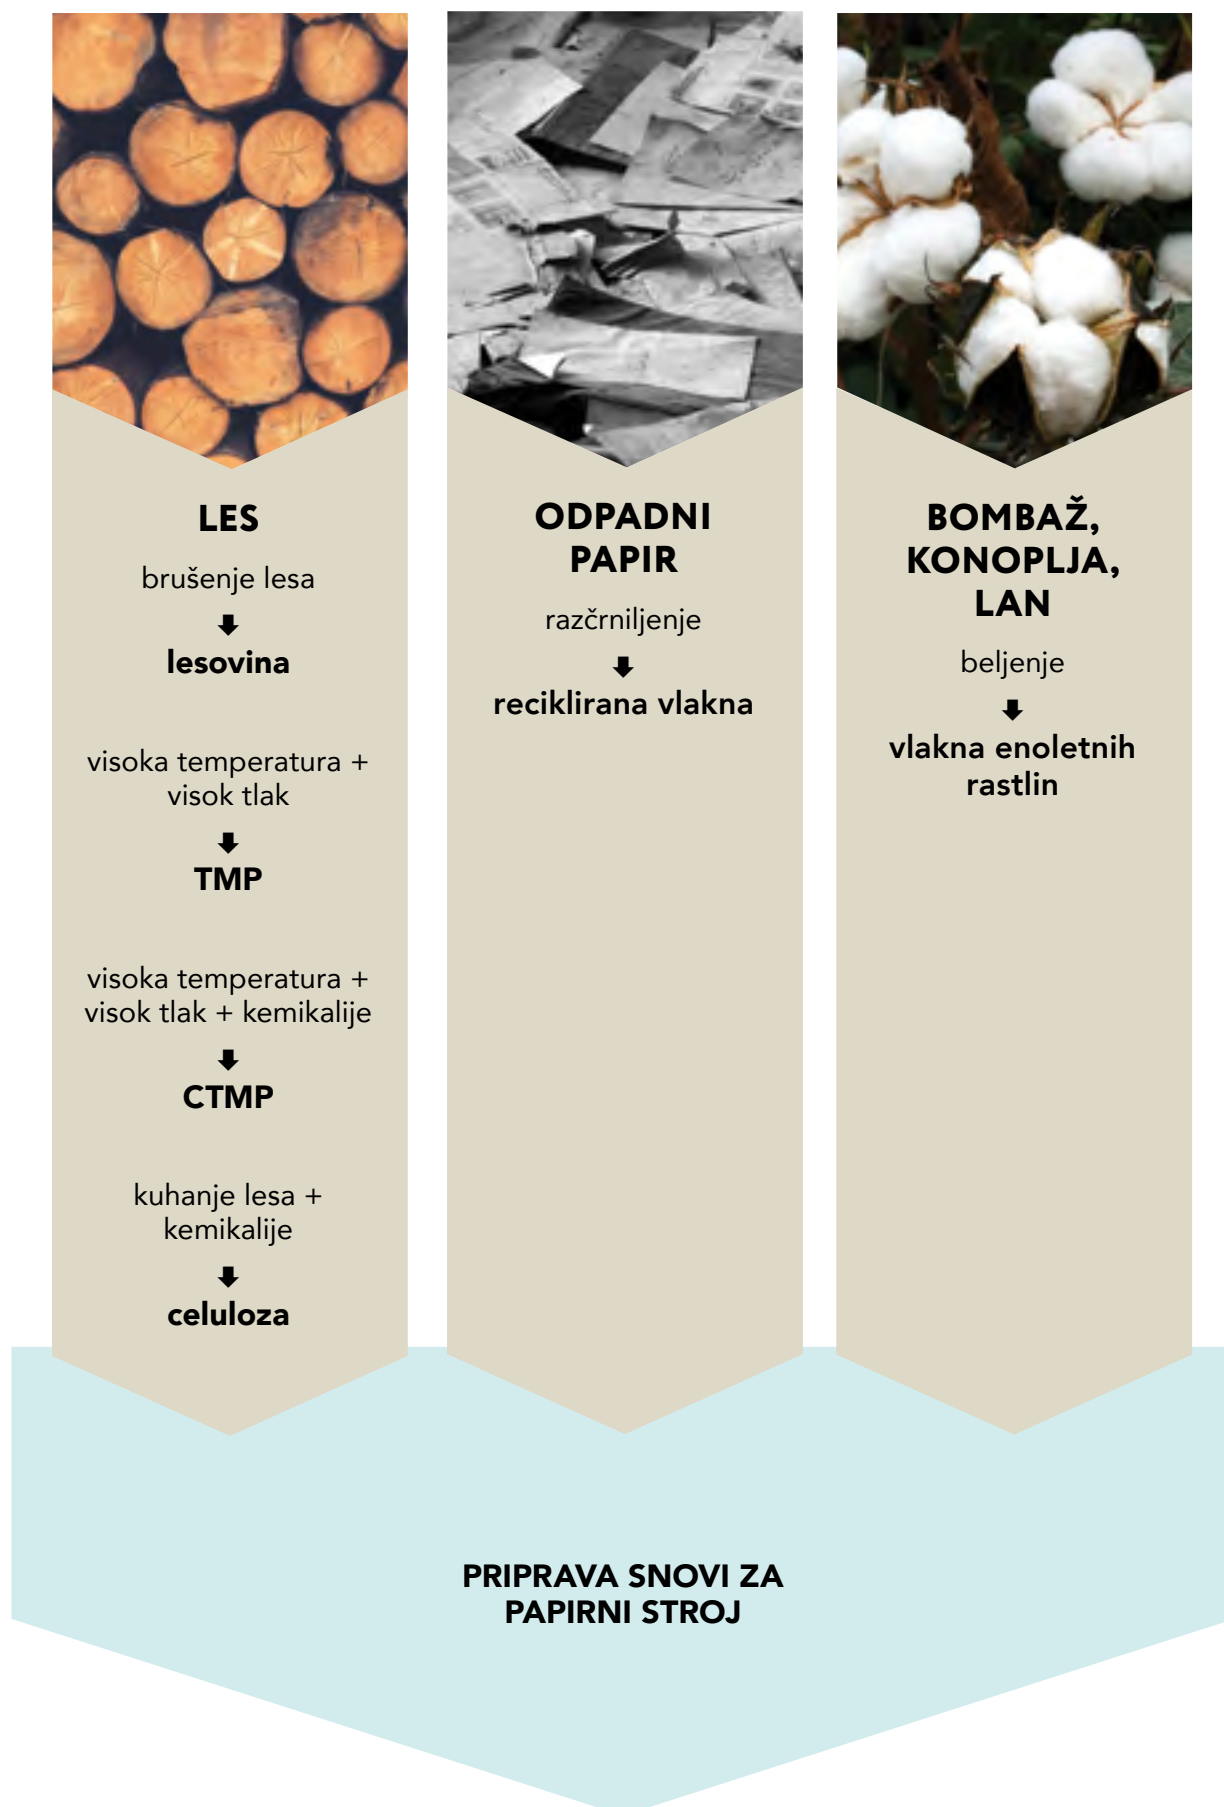 LES
brušenje lesa
🡇
lesovina
visoka temperatura +
visok tlak
🡇
TMP
visoka temperatura +
visok tlak + kemikalije
🡇
CTMP
kuhanje lesa +
kemikalije
🡇
celuloza
ODPADNI
PAPIR
razčrniljenje
🡇
reciklirana vlakna
BOMBAŽ,
KONOPLJA,
LAN
beljenje
🡇
vlakna enoletnih
rastlin
PRIPRAVA SNOVI ZA
PAPIRNI STROJ